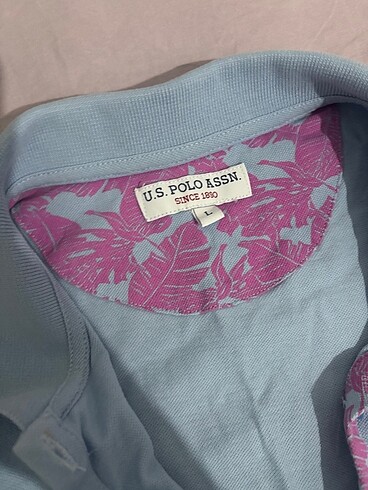 U.S. POLO ASSN.
SINCE 1890
L